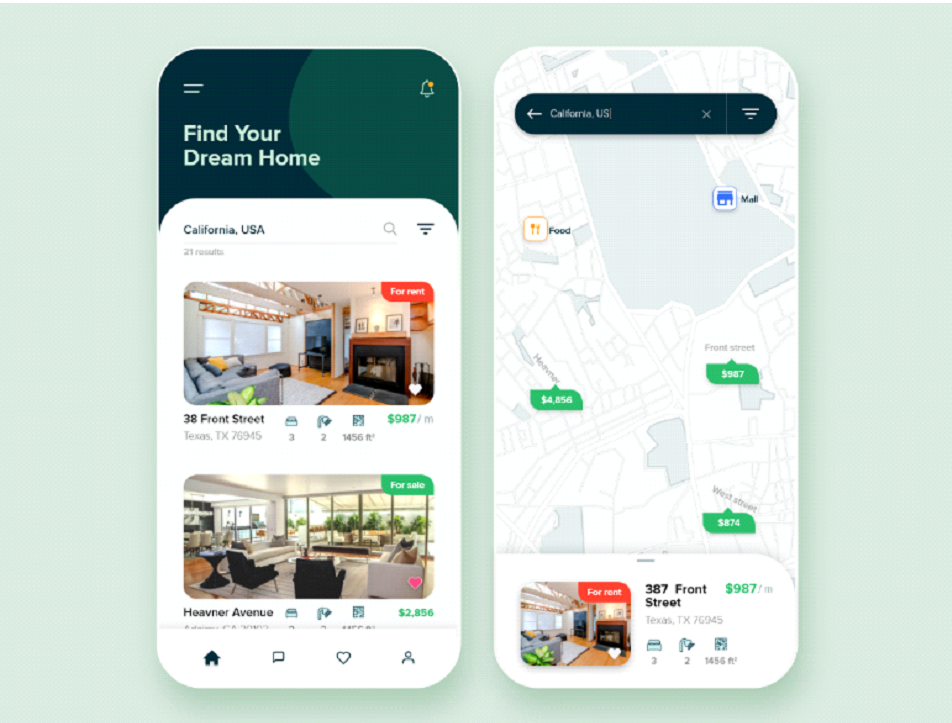 Find Your
Dream Home
California, USA
21 results
For rent
38 Front Street
$987/ m
Texas, TX 76945
3
2
1456 ft²
For sale
Heavner Avenue
$2,856
California, US
Mall
Food
Front street
$987
Heavner
$4,856
West street
$874
For rent
387 Front
Street
$987/ m
Texas, TX 76945
3
2
1456 ft²